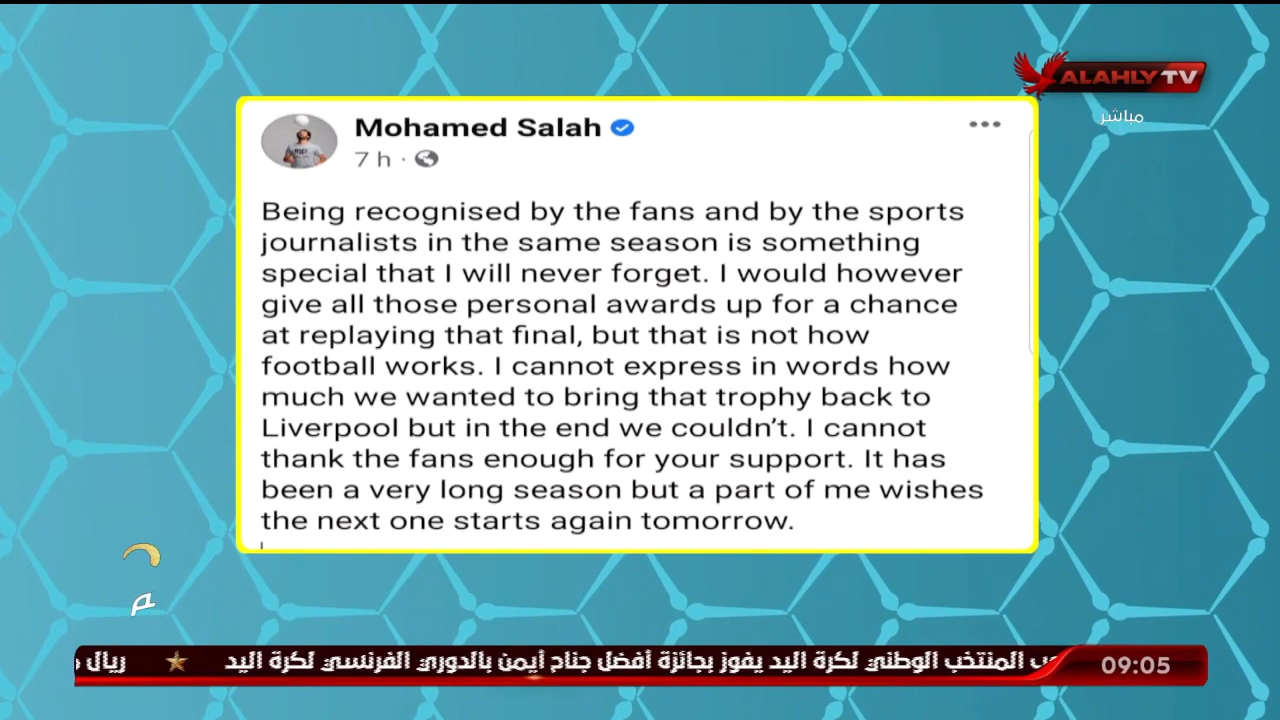 ALAHLY TV
مباشر
Mohamed Salah
7 h
Being recognised by the fans and by the sports
journalists in the same season is something
special that I will never forget. I would however
give all those personal awards up for a chance
at replaying that final, but that is not how
football works. I cannot express in words how
much we wanted to bring that trophy back to
Liverpool but in the end we couldn’t. I cannot
thank the fans enough for your support. It has
been a very long season but a part of me wishes
the next one starts again tomorrow.
م
المنتخب الوطني لكرة اليد يفوز بجائزة أفضل جناح أيمن بالدوري الفرنسي لكرة اليد ريال
09:05